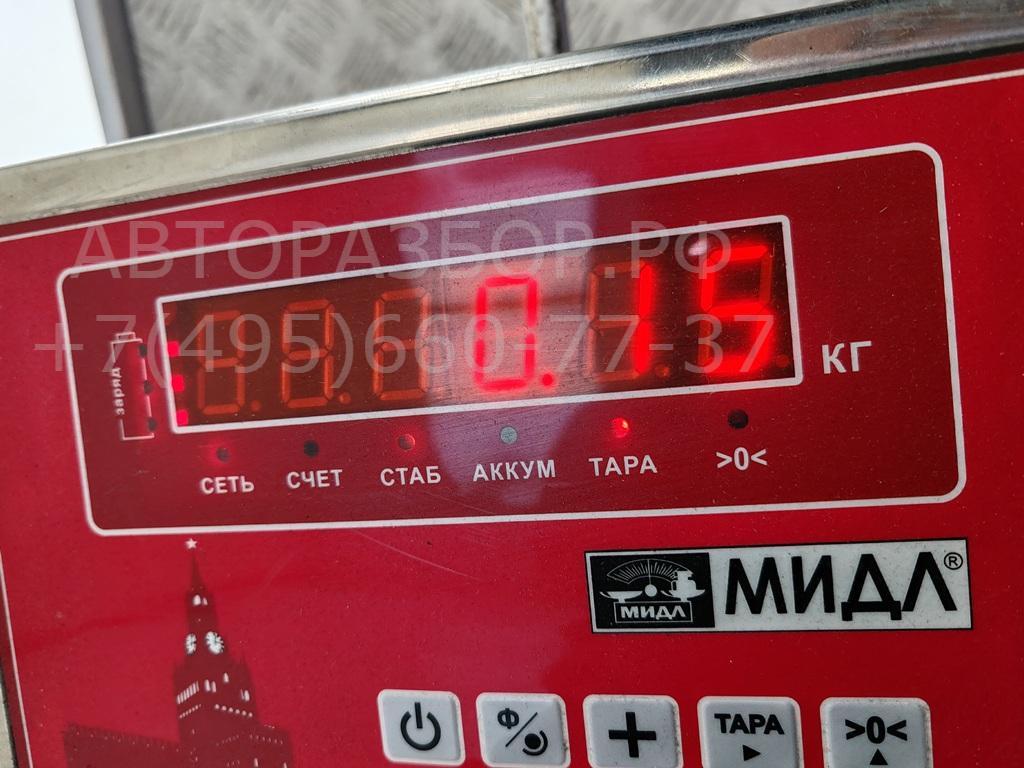 АВТОРАЗБОР.РФ
+7(495)660-77-37
заряд
0.15
КГ
СЕТЬ СЧЕТ СТАБ АККУМ ТАРА >0<
МИДЛ МИДЛ®
Ф/ + ТАРА >0<